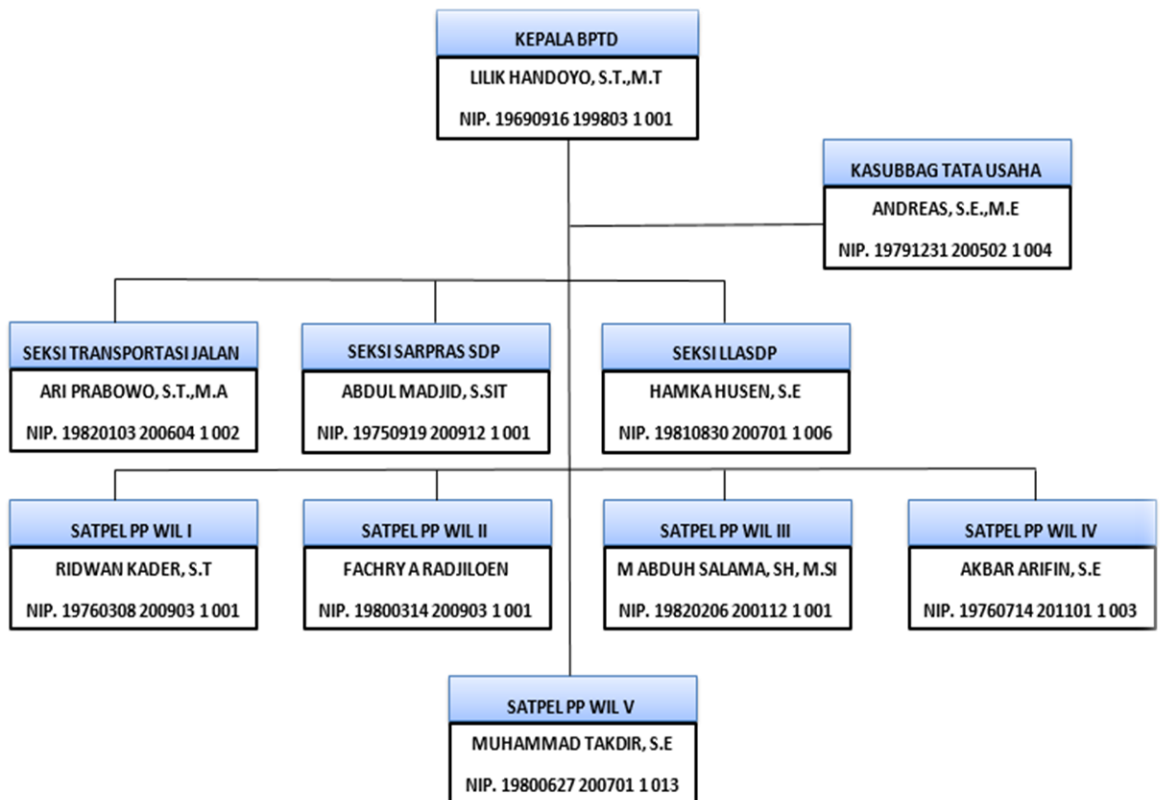 KEPALA BPTD
LILIK HANDOYO, S.T.,M.T
NIP. 19690916 199803 1 001
KASUBBAG TATA USAHA
ANDREAS, S.E.,M.E
NIP. 19791231 200502 1 004
SEKSI TRANSPORTASI JALAN
ARI PRABOWO, S.T.,M.A
NIP. 19820103 200604 1 002
SEKSI SARPRAS SDP
ABDUL MADJID, S.SIT
NIP. 19750919 200912 1 001
SEKSI LLASDP
HAMKA HUSEN, S.E
NIP. 19810830 200701 1 006
SATPEL PP WIL I
RIDWAN KADER, S.T
NIP. 19760308 200903 1 001
SATPEL PP WIL II
FACHRY A RADJILOEN
NIP. 19800314 200903 1 001
SATPEL PP WIL III
M ABDUH SALAMA, SH, M.SI
NIP. 19820206 200112 1 001
SATPEL PP WIL IV
AKBAR ARIFIN, S.E
NIP. 19760714 201101 1 003
SATPEL PP WIL V
MUHAMMAD TAKDIR, S.E
NIP. 19800627 200701 1 013